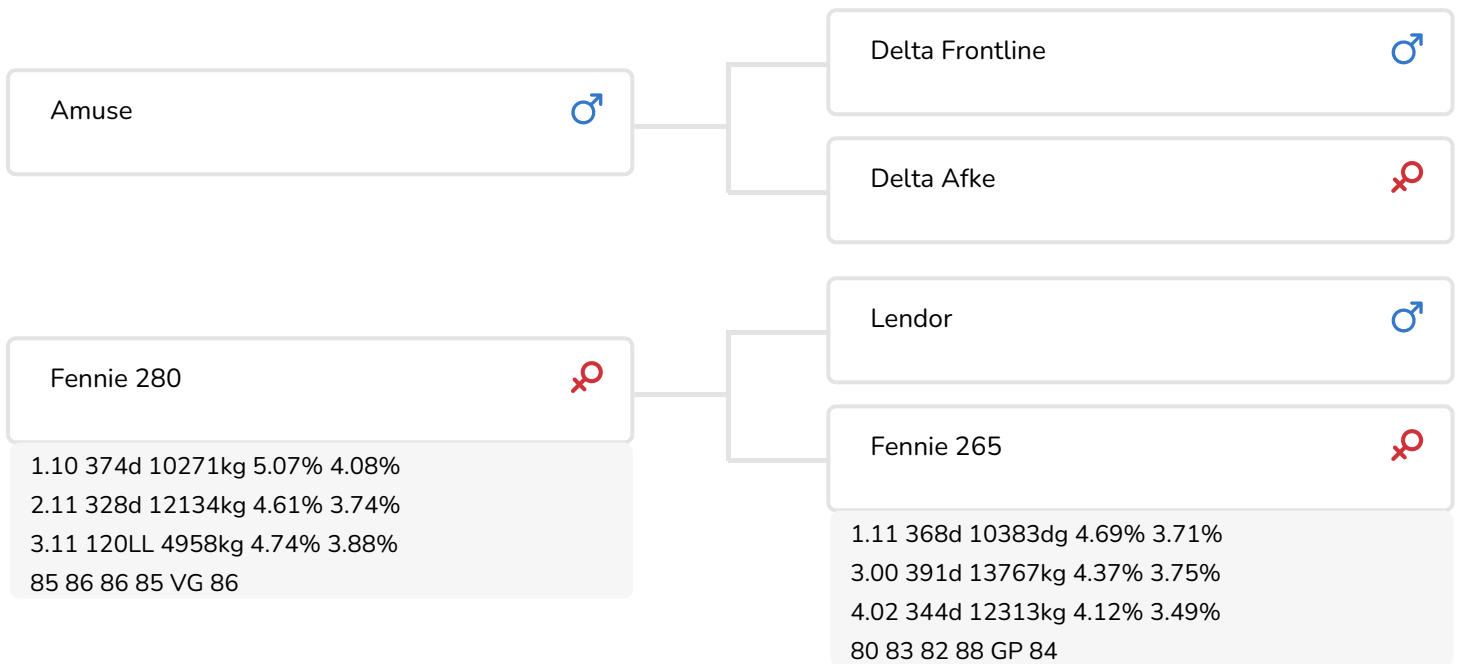 Amuse
Delta Frontline
Delta Afke
Fennie 280
1.10 374d 10271kg 5.07% 4.08%
2.11 328d 12134kg 4.61% 3.74%
3.11 120LL 4958kg 4.74% 3.88%
85 86 86 85 VG 86
Lendor
Fennie 265
1.11 368d 10383dg 4.69% 3.71%
3.00 391d 13767kg 4.37% 3.75%
4.02 344d 12313kg 4.12% 3.49%
80 83 82 88 GP 84